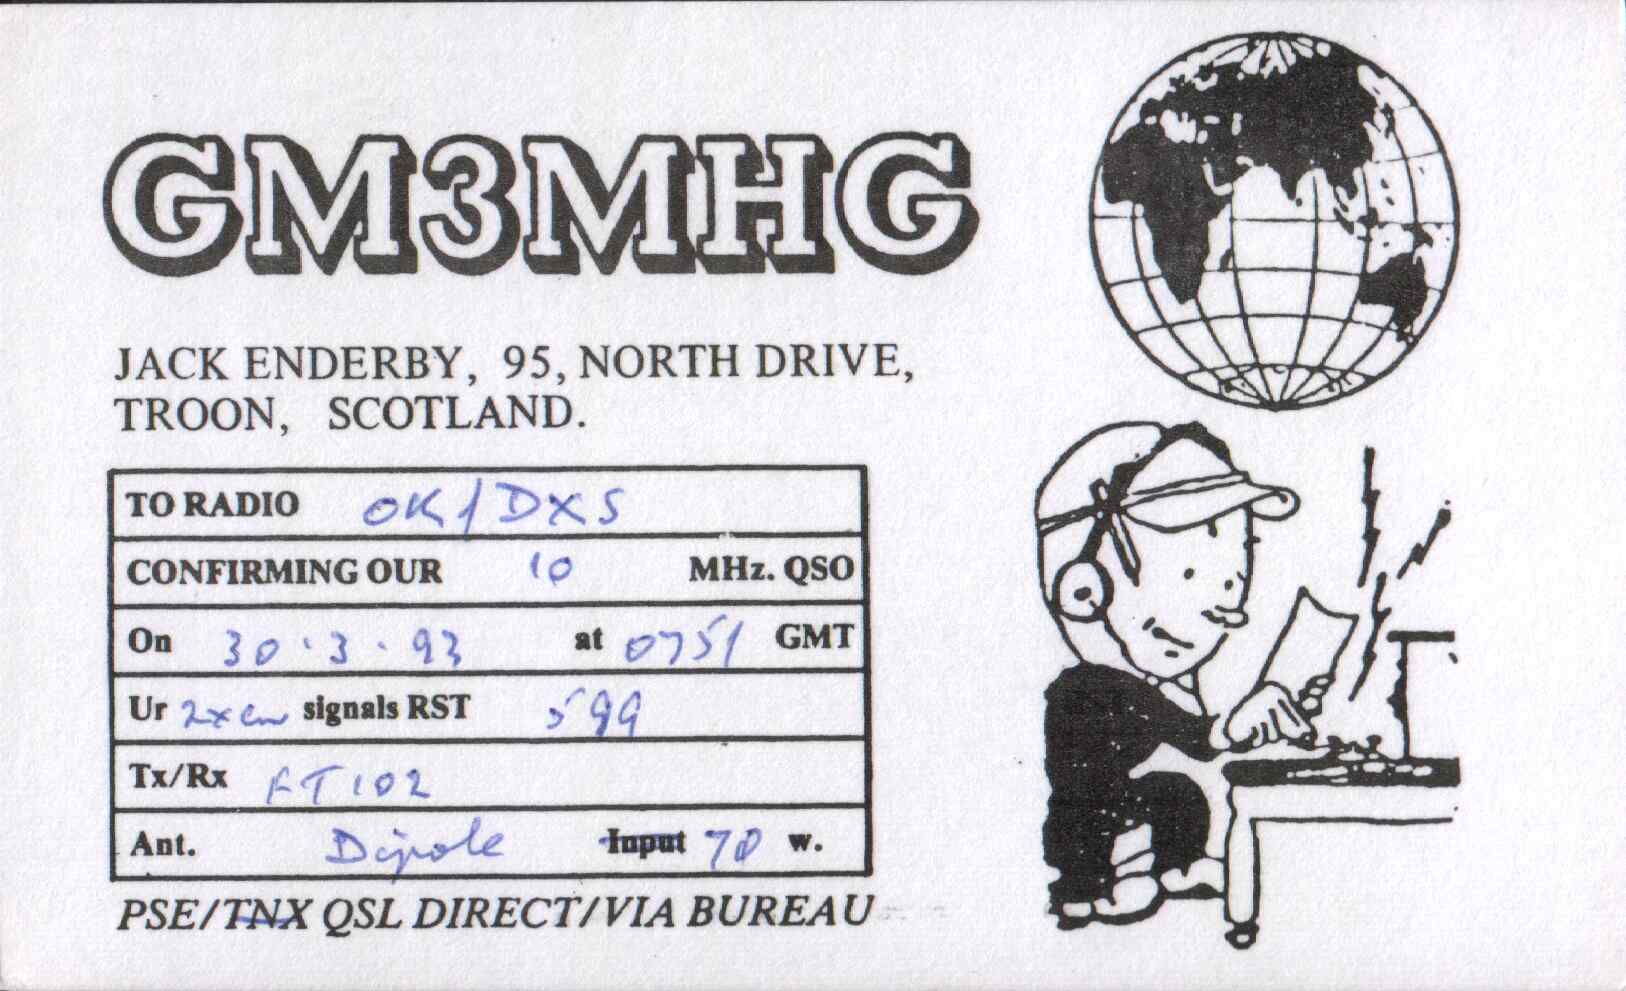 GM3MHG
JACK ENDERBY, 95, NORTH DRIVE,
TROON, SCOTLAND.
TO RADIO OK1DXS
CONFIRMING OUR 10 MHz. QSO
On 30.3.93 at 0751 GMT
Ur 2xcw signals RST 599
Tx/Rx FT102
Ant. Dipole Input 70 w.
PSE/TNX QSL DIRECT/VIA BUREAU